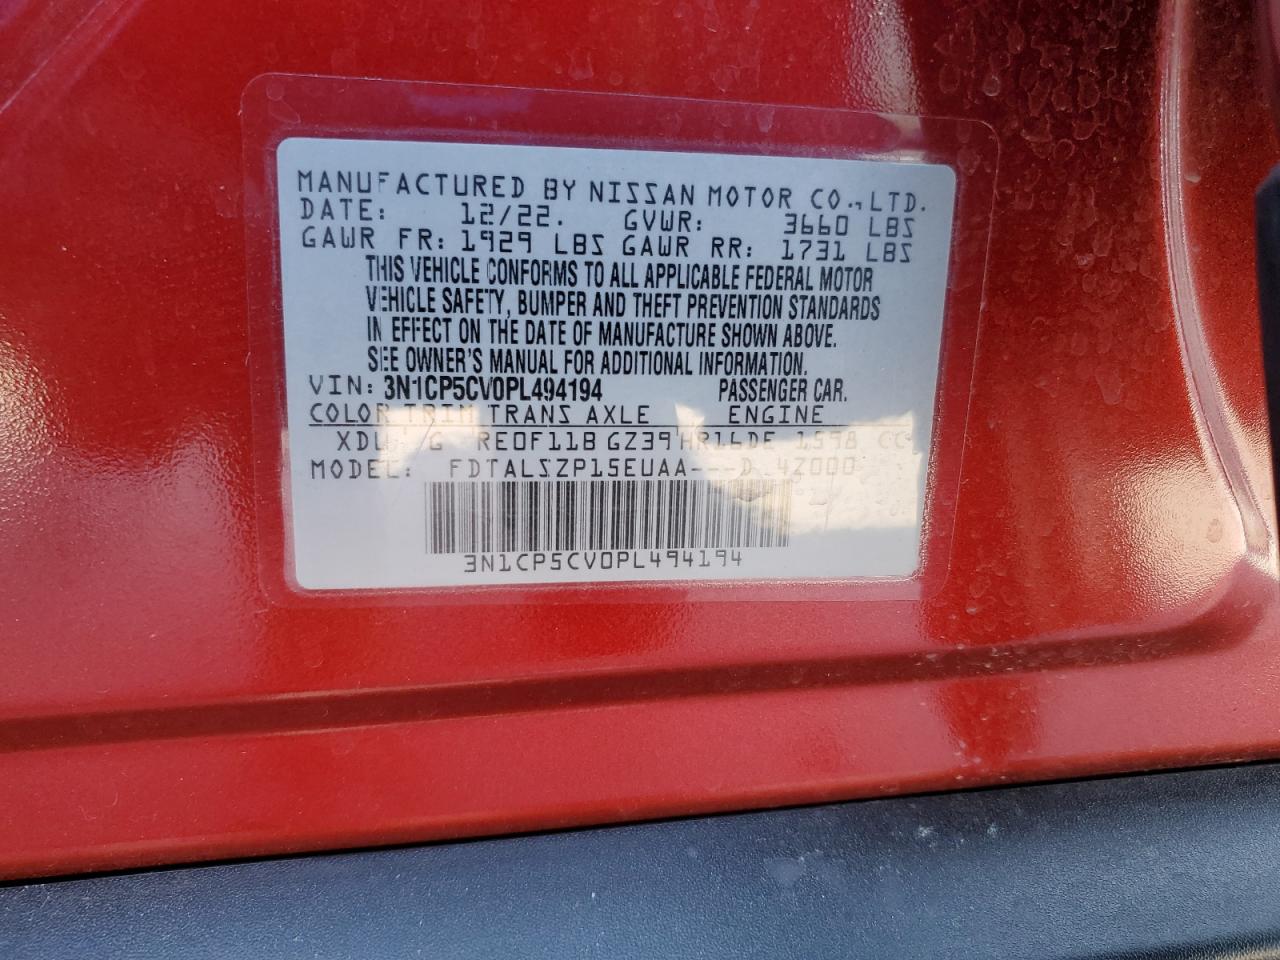 MANUFACTURED BY NISSAN MOTOR CO., LTD.
DATE: 12/22. GVWR: 3660 LBS
GAWR FR: 1929 LBS GAWR RR: 1731 LBS
THIS VEHICLE CONFORMS TO ALL APPLICABLE FEDERAL MOTOR
VEHICLE SAFETY, BUMPER AND THEFT PREVENTION STANDARDS
IN EFFECT ON THE DATE OF MANUFACTURE SHOWN ABOVE.
SEE OWNER'S MANUAL FOR ADDITIONAL INFORMATION.
VIN: 3N1CP5CV0PL494194 PASSENGER CAR.
COLOR TRIM TRANS AXLE ENGINE
G RE0F11B GZ39 HR16DE 1598 CC
MODEL: FDTALSZP15EUAA---D 4Z000
3N1CP5CV0PL494194